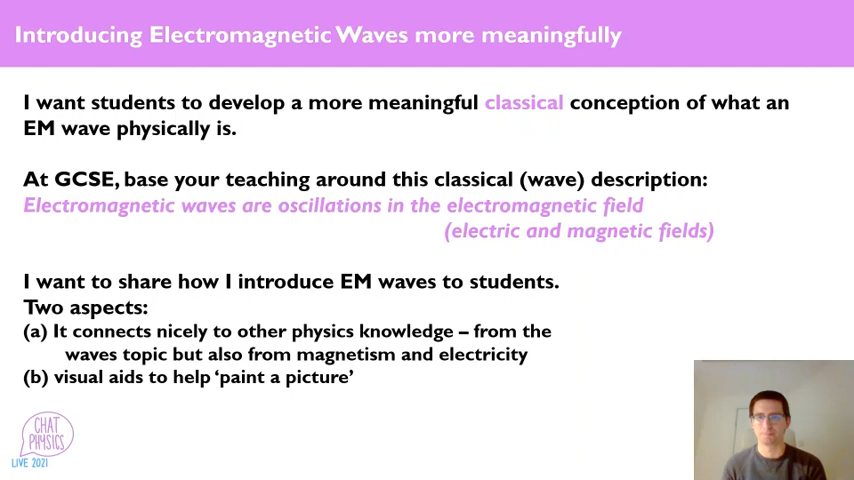 Introducing Electromagnetic Waves more meaningfully
I want students to develop a more meaningful classical conception of what an
EM wave physically is.
At GCSE, base your teaching around this classical (wave) description:
Electromagnetic waves are oscillations in the electromagnetic field
(electric and magnetic fields)
I want to share how I introduce EM waves to students.
Two aspects:
(a) It connects nicely to other physics knowledge – from the
waves topic but also from magnetism and electricity
(b) visual aids to help ‘paint a picture’
CHAT
PHYSICS
LIVE 2021